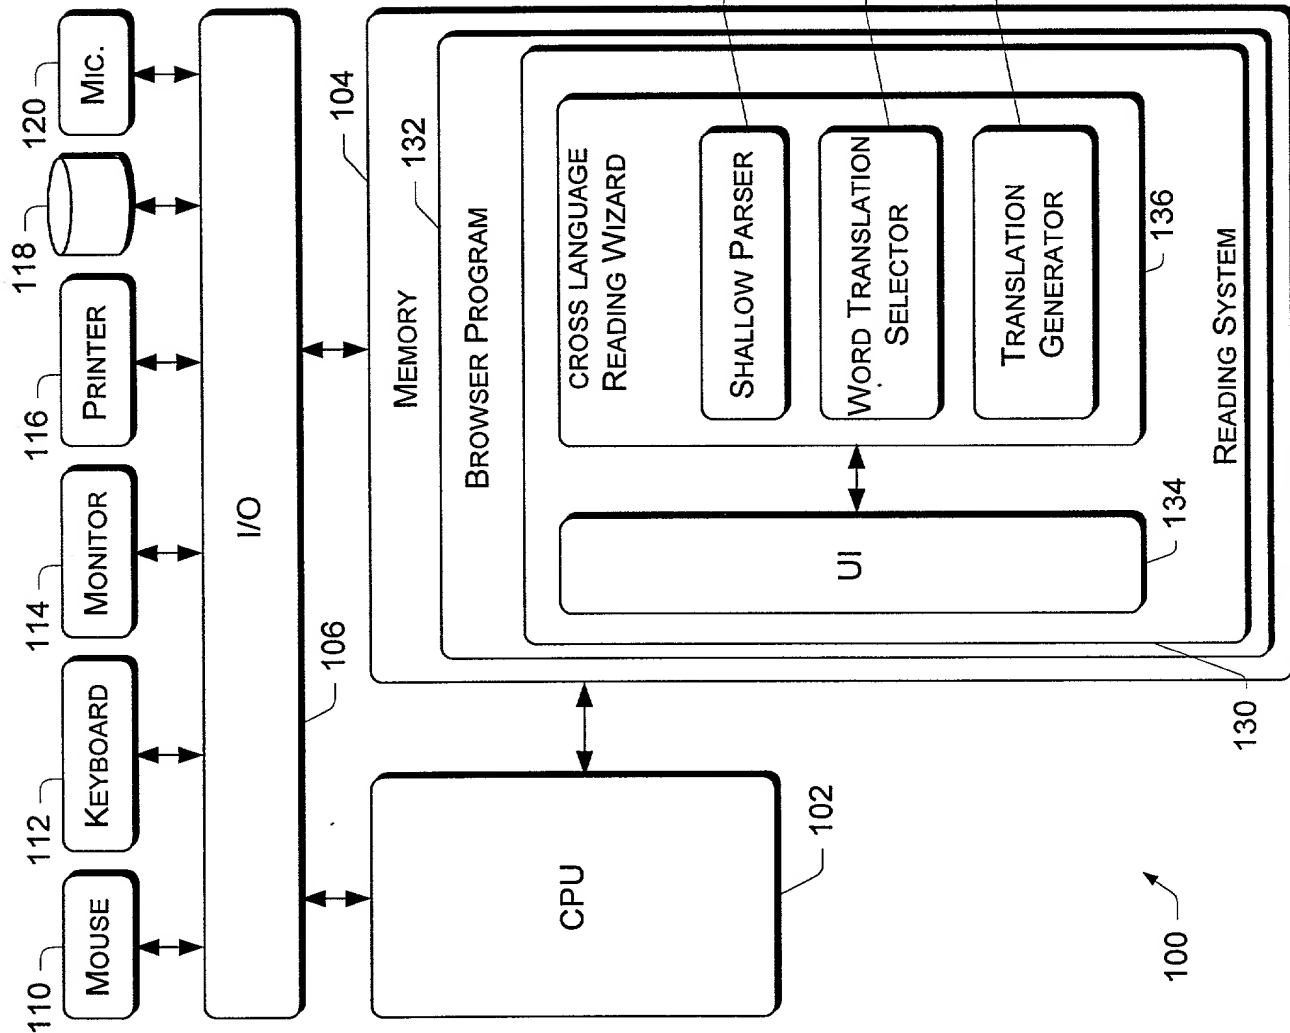 110
112
114
116
118
120
MOUSE
KEYBOARD
MONITOR
PRINTER
MIC.
I/O
106
104
CPU
102
MEMORY
132
BROWSER PROGRAM
CROSS LANGUAGE
READING WIZARD
SHALLOW PARSER
WORD TRANSLATION
SELECTOR
TRANSLATION
GENERATOR
UI
134
136
READING SYSTEM
130
100